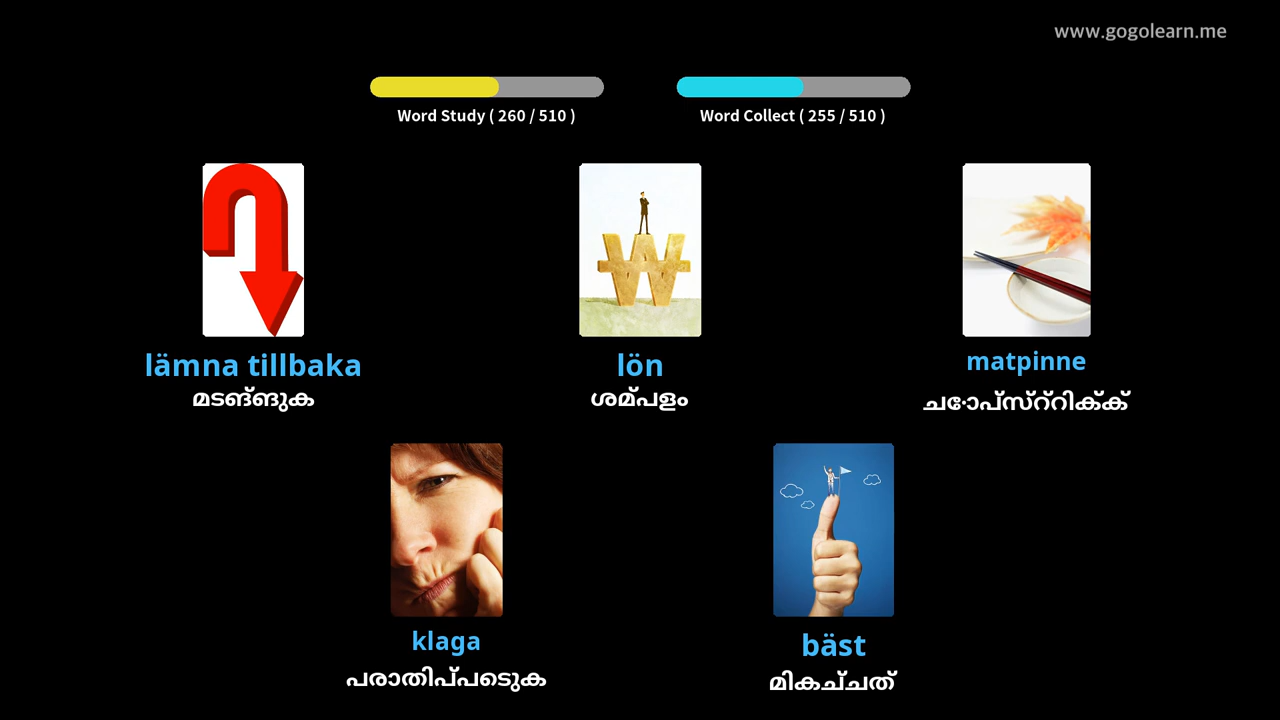 www.gogolearn.me
Word Study ( 260 / 510 )
Word Collect ( 255 / 510 )
lämna tillbaka
മടങ്ങുക
lön
ശമ്പളം
matpinne
ചോപ്സ്റ്റിക്ക്
klaga
പരാതിപ്പെടുക
bäst
മികച്ചത്